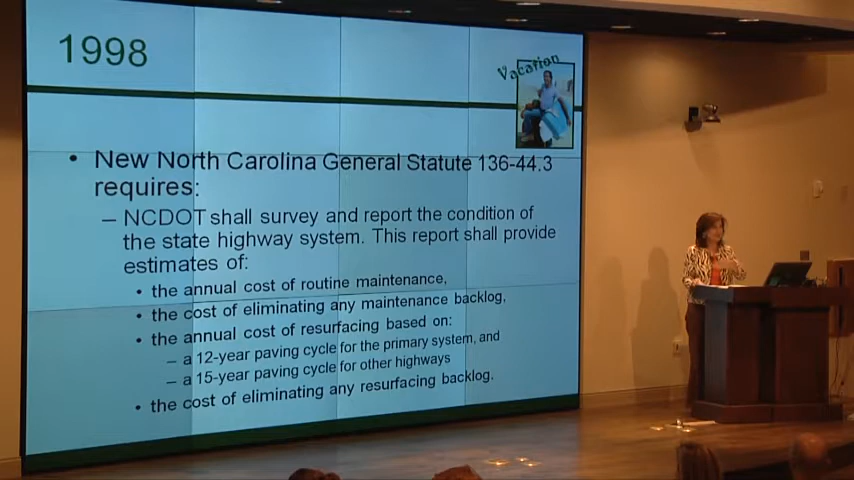 1998
Vacation
• New North Carolina General Statute 136-44.3
requires:
– NCDOT shall survey and report the condition of
the state highway system. This report shall provide
estimates of:
• the annual cost of routine maintenance,
• the cost of eliminating any maintenance backlog,
• the annual cost of resurfacing based on:
– a 12-year paving cycle for the primary system, and
– a 15-year paving cycle for other highways
• the cost of eliminating any resurfacing backlog.